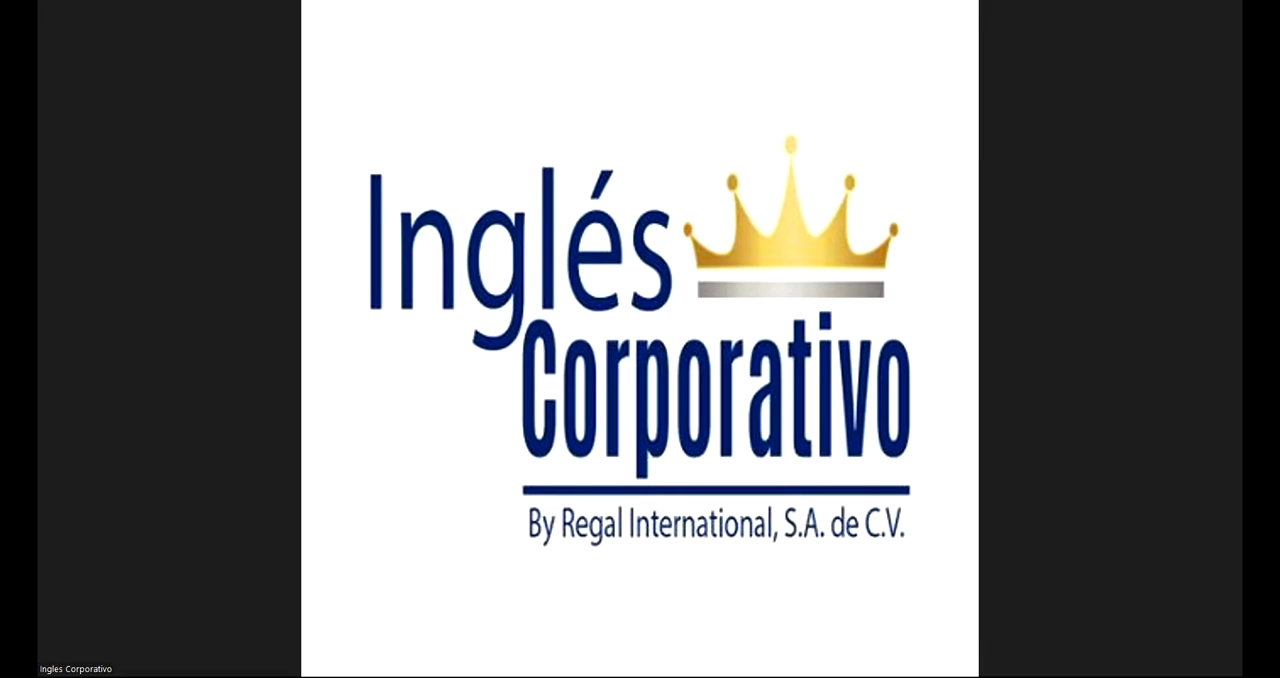 Inglés
Corporativo
By Regal International, S.A. de C.V.
Ingles Corporativo